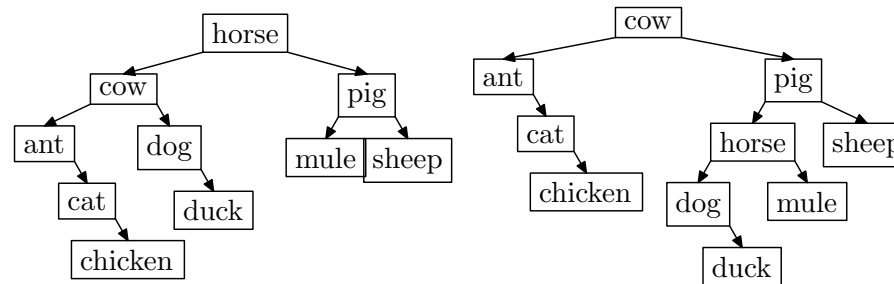 horse
cow
pig
ant
dog
mule
sheep
cat
duck
chicken
cow
ant
pig
cat
horse
sheep
chicken
dog
mule
duck